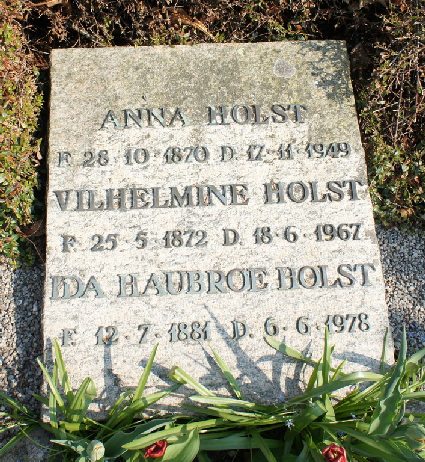 ANNA HOLST
F. 28·10·1870 D. 17·11·1949
VILHELMINE HOLST
F. 25·5·1872 D. 18·6·1967
IDA HAUBROE HOLST
F. 12·7·1881 D. 6·6·1978